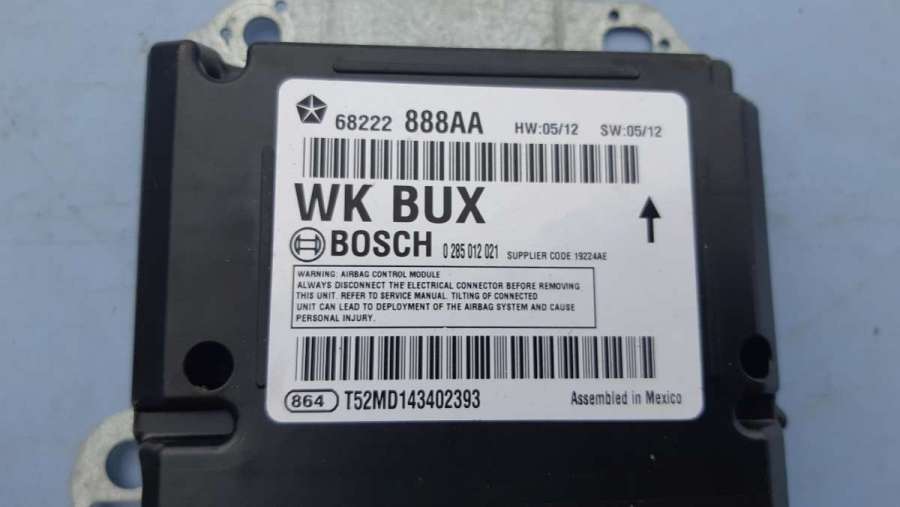 68222 888AA HW:05/12 SW:05/12
WK BUX
BOSCH 0 285 012 021 SUPPLIER CODE 19224AE
WARNING: AIRBAG CONTROL MODULE
ALWAYS DISCONNECT THE ELECTRICAL CONNECTOR BEFORE REMOVING
THIS UNIT. REFER TO SERVICE MANUAL. TILTING OF CONNECTED
UNIT CAN LEAD TO DEPLOYMENT OF THE AIRBAG SYSTEM AND CAUSE
PERSONAL INJURY.
864 T52MD143402393 Assembled in Mexico